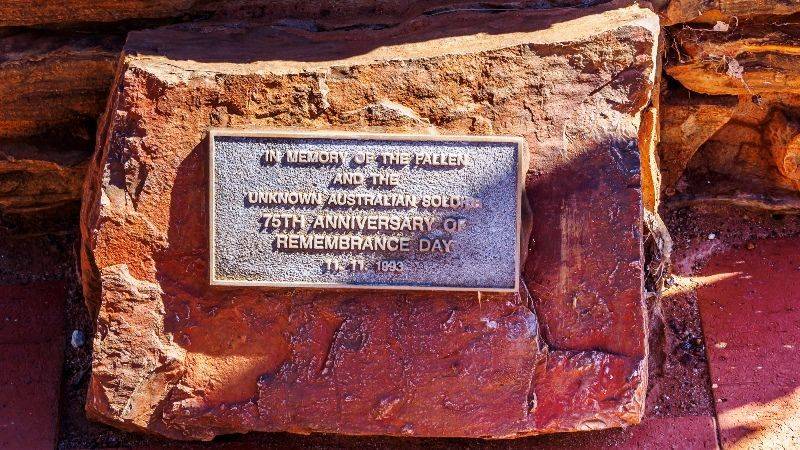 IN MEMORY OF THE FALLEN
AND THE
UNKNOWN AUSTRALIAN SOLDIER
75TH ANNIVERSARY OF
REMEMBRANCE DAY
11. 11. 1993